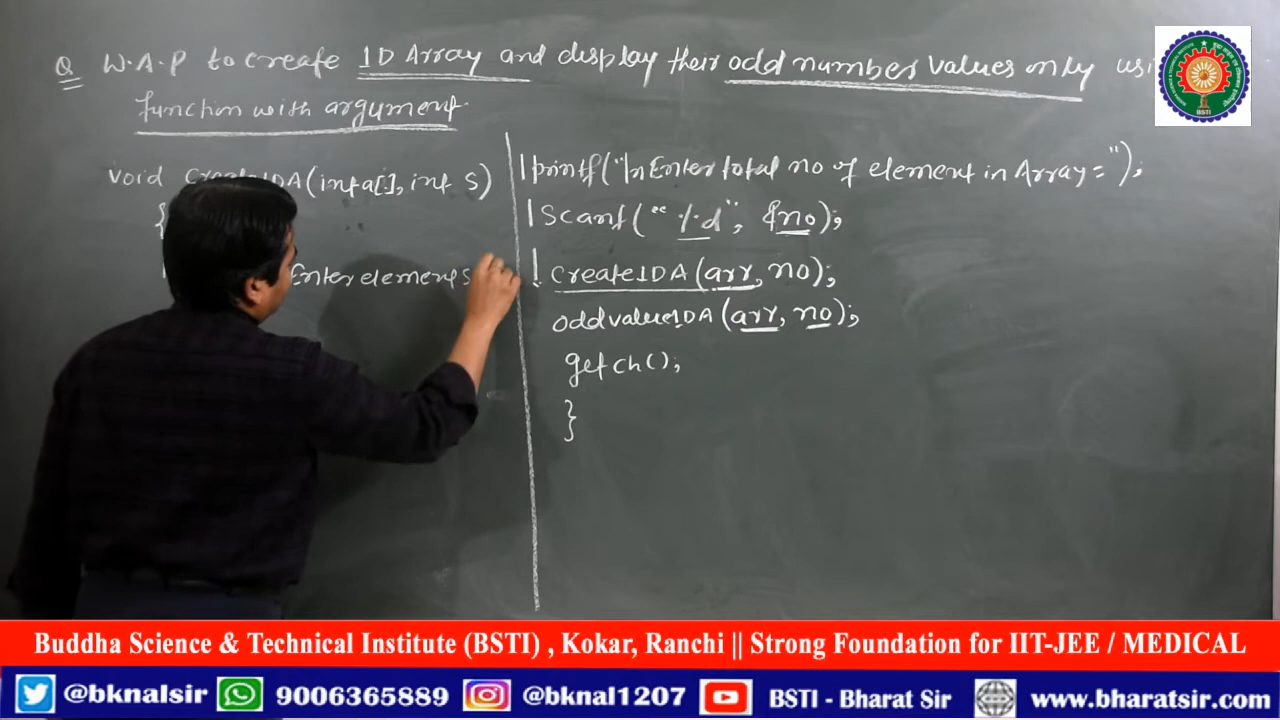 Q W.A.P to create 1D Array and display their odd number values only
function with argument.
void create1DA(int a[], int s)
{
Enter elements
printf("\nEnter total no of element in Array=");
scanf("%d", &no);
create1DA(arr, no);
oddvalue1DA(arr, no);
getch();
}
BSTI
Buddha Science & Technical Institute (BSTI) , Kokar, Ranchi || Strong Foundation for IIT-JEE / MEDICAL
@bknalsir 9006365889 @bknal1207 BSTI - Bharat Sir www.bharatsir.com